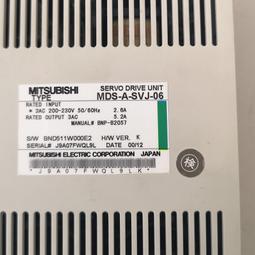 MITSUBISHI SERVO DRIVE UNIT
TYPE MDS-A-SVJ-06
RATED INPUT
* 3AC 200-230V 50/60Hz 2.6A
RATED OUTPUT 3AC 5.2A
MANUAL# BNP-B2057
S/W BND511W000E2 H/W VER. K
SERIAL# J9A07FWQL9L DATE 00/12
MITSUBISHI ELECTRIC CORPORATION JAPAN
*J9A07FWQL9LK*